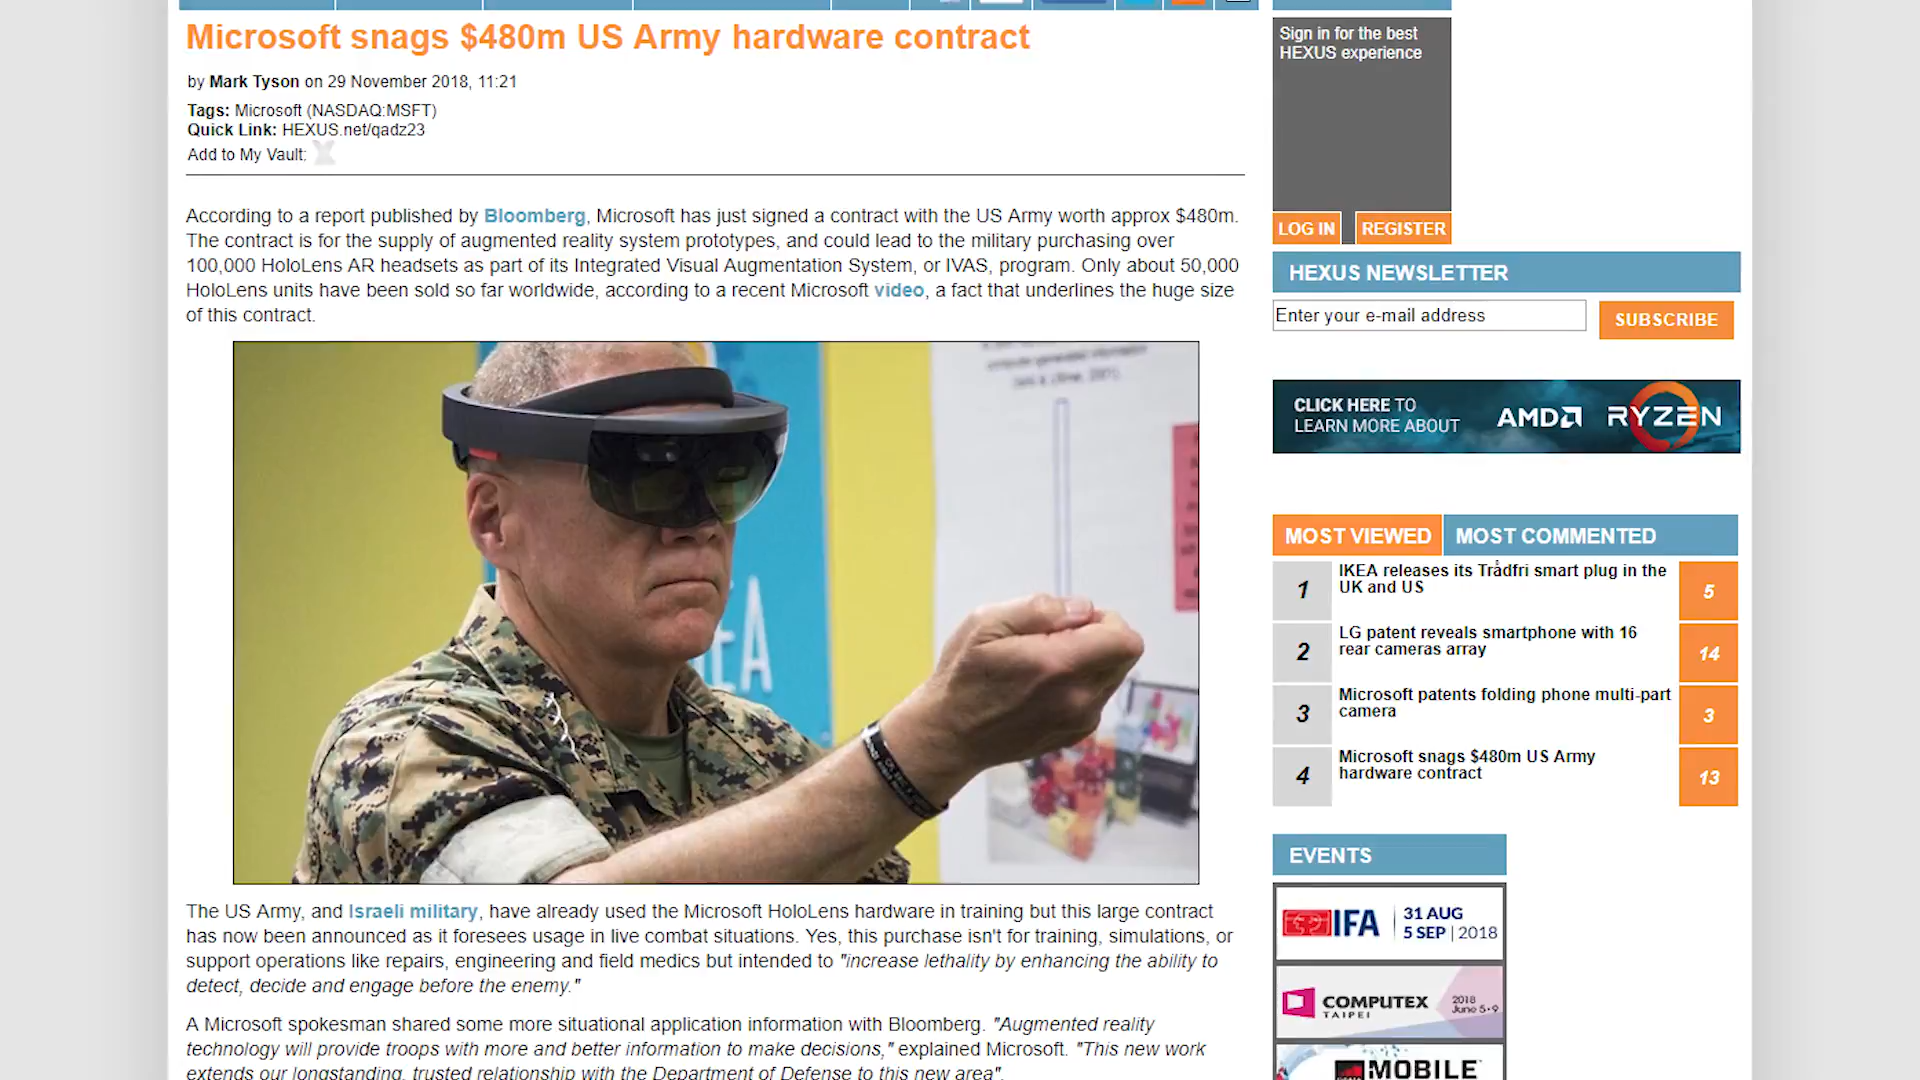 Microsoft snags $480m US Army hardware contract
by Mark Tyson on 29 November 2018, 11:21
Tags: Microsoft (NASDAQ:MSFT)
Quick Link: HEXUS.net/qadz23
Add to My Vault:
According to a report published by Bloomberg, Microsoft has just signed a contract with the US Army worth approx $480m.
The contract is for the supply of augmented reality system prototypes, and could lead to the military purchasing over
100,000 HoloLens AR headsets as part of its Integrated Visual Augmentation System, or IVAS, program. Only about 50,000
HoloLens units have been sold so far worldwide, according to a recent Microsoft video, a fact that underlines the huge size
of this contract.
The US Army, and Israeli military, have already used the Microsoft HoloLens hardware in training but this large contract
has now been announced as it foresees usage in live combat situations. Yes, this purchase isn't for training, simulations, or
support operations like repairs, engineering and field medics but intended to "increase lethality by enhancing the ability to
detect, decide and engage before the enemy."
A Microsoft spokesman shared some more situational application information with Bloomberg. "Augmented reality
technology will provide troops with more and better information to make decisions," explained Microsoft. "This new work
extends our longstanding, trusted relationship with the Department of Defense to this new area".
Sign in for the best
HEXUS experience
LOG IN
REGISTER
HEXUS NEWSLETTER
Enter your e-mail address
SUBSCRIBE
CLICK HERE TO
LEARN MORE ABOUT
AMD RYZEN
MOST VIEWED
MOST COMMENTED
1
IKEA releases its Trådfri smart plug in the
UK and US
5
2
LG patent reveals smartphone with 16
rear cameras array
14
3
Microsoft patents folding phone multi-part
camera
3
4
Microsoft snags $480m US Army
hardware contract
13
EVENTS
IFA
31 AUG
5 SEP | 2018
COMPUTEX
TAIPEI
2018
June 5-9
MOBILE